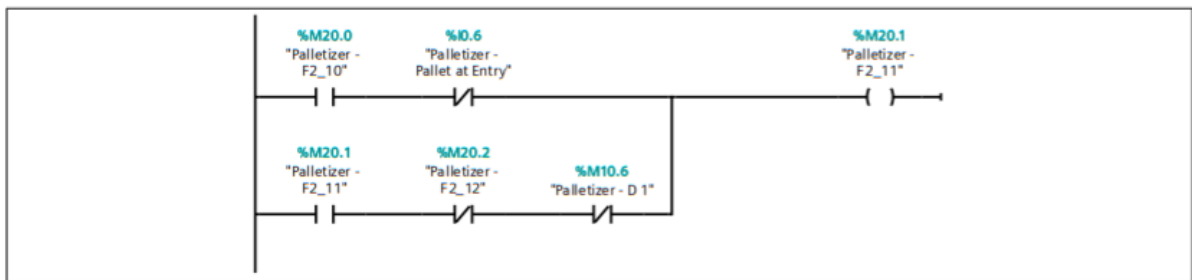 %M20.0
"Palletizer -
F2_10"
%I0.6
"Palletizer -
Pallet at Entry"
%M20.1
"Palletizer -
F2_11"
%M20.1
"Palletizer -
F2_11"
%M20.2
"Palletizer -
F2_12"
%M10.6
"Palletizer - D 1"